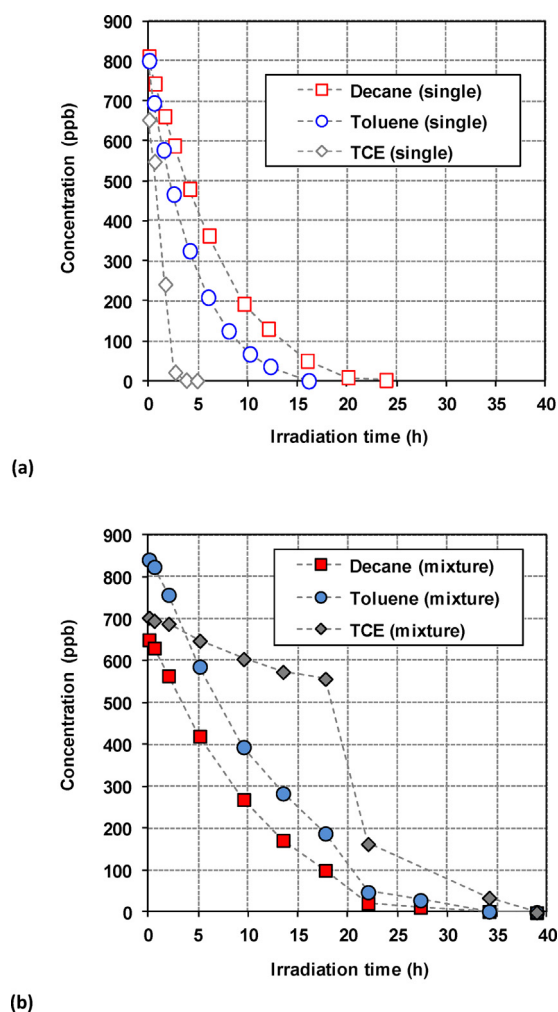 900
800
700
600
500
400
300
200
100
0
Concentration (ppb)
Decane (single)
Toluene (single)
TCE (single)
0 5 10 15 20 25 30 35 40
Irradiation time (h)
(a)
900
800
700
600
500
400
300
200
100
0
Concentration (ppb)
Decane (mixture)
Toluene (mixture)
TCE (mixture)
0 5 10 15 20 25 30 35 40
Irradiation time (h)
(b)